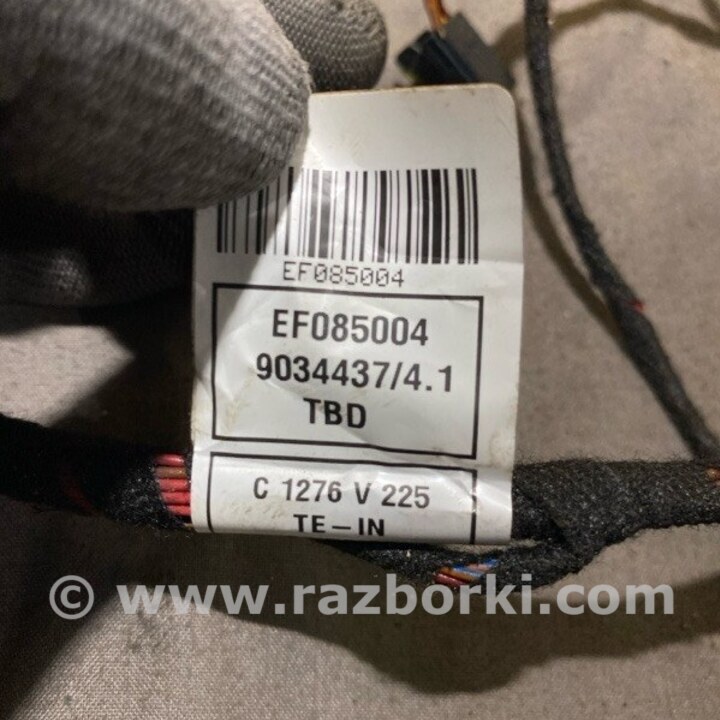 EF085004
EF085004
9034437/4.1
TBD
C 1276 V 225
TE-IN
© www.razborki.com